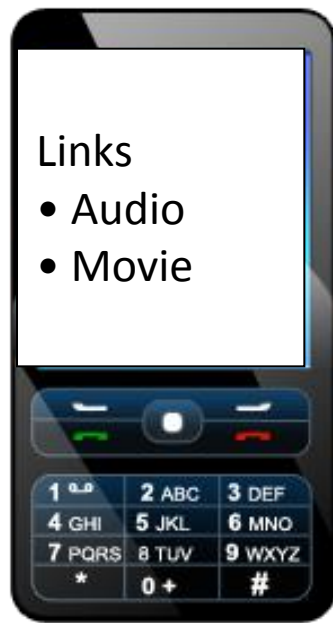 Links
• Audio
• Movie
1 2 ABC 3 DEF
4 GHI 5 JKL 6 MNO
7 PQRS 8 TUV 9 WXYZ
* 0 + #